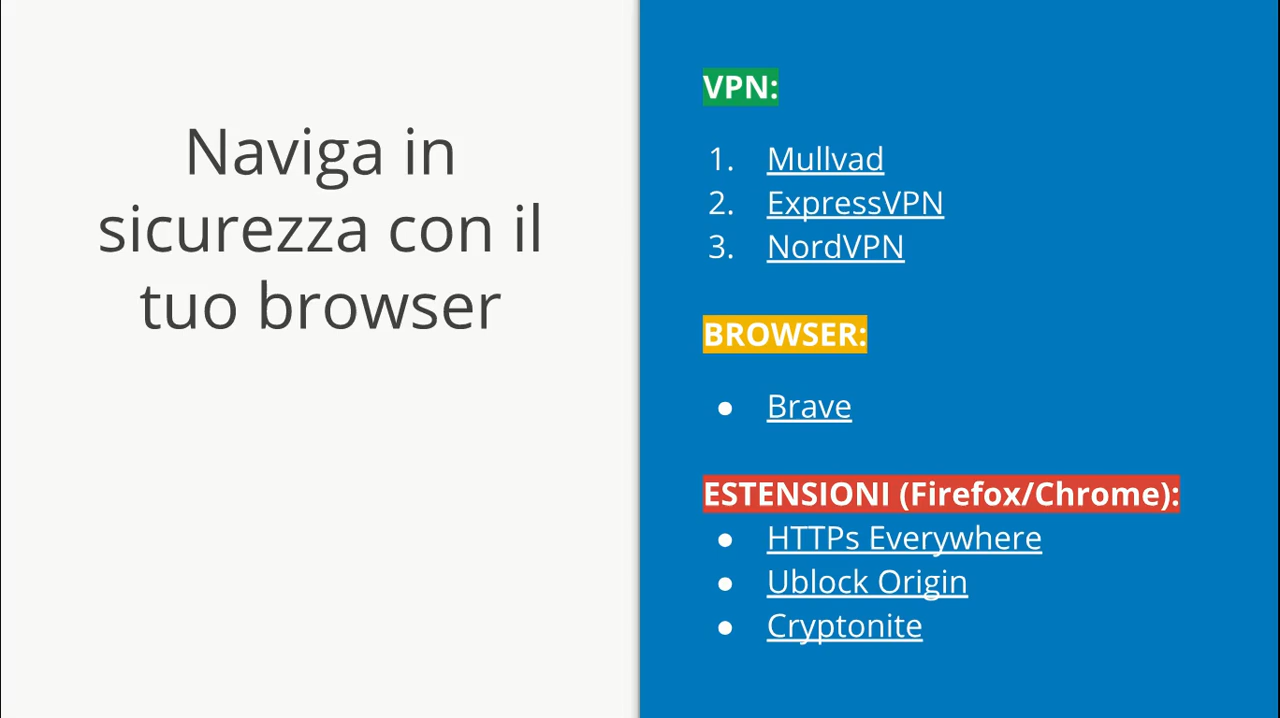 Naviga in
sicurezza con il
tuo browser
VPN:
1. Mullvad
2. ExpressVPN
3. NordVPN
BROWSER:
● Brave
ESTENSIONI (Firefox/Chrome):
● HTTPs Everywhere
● Ublock Origin
● Cryptonite